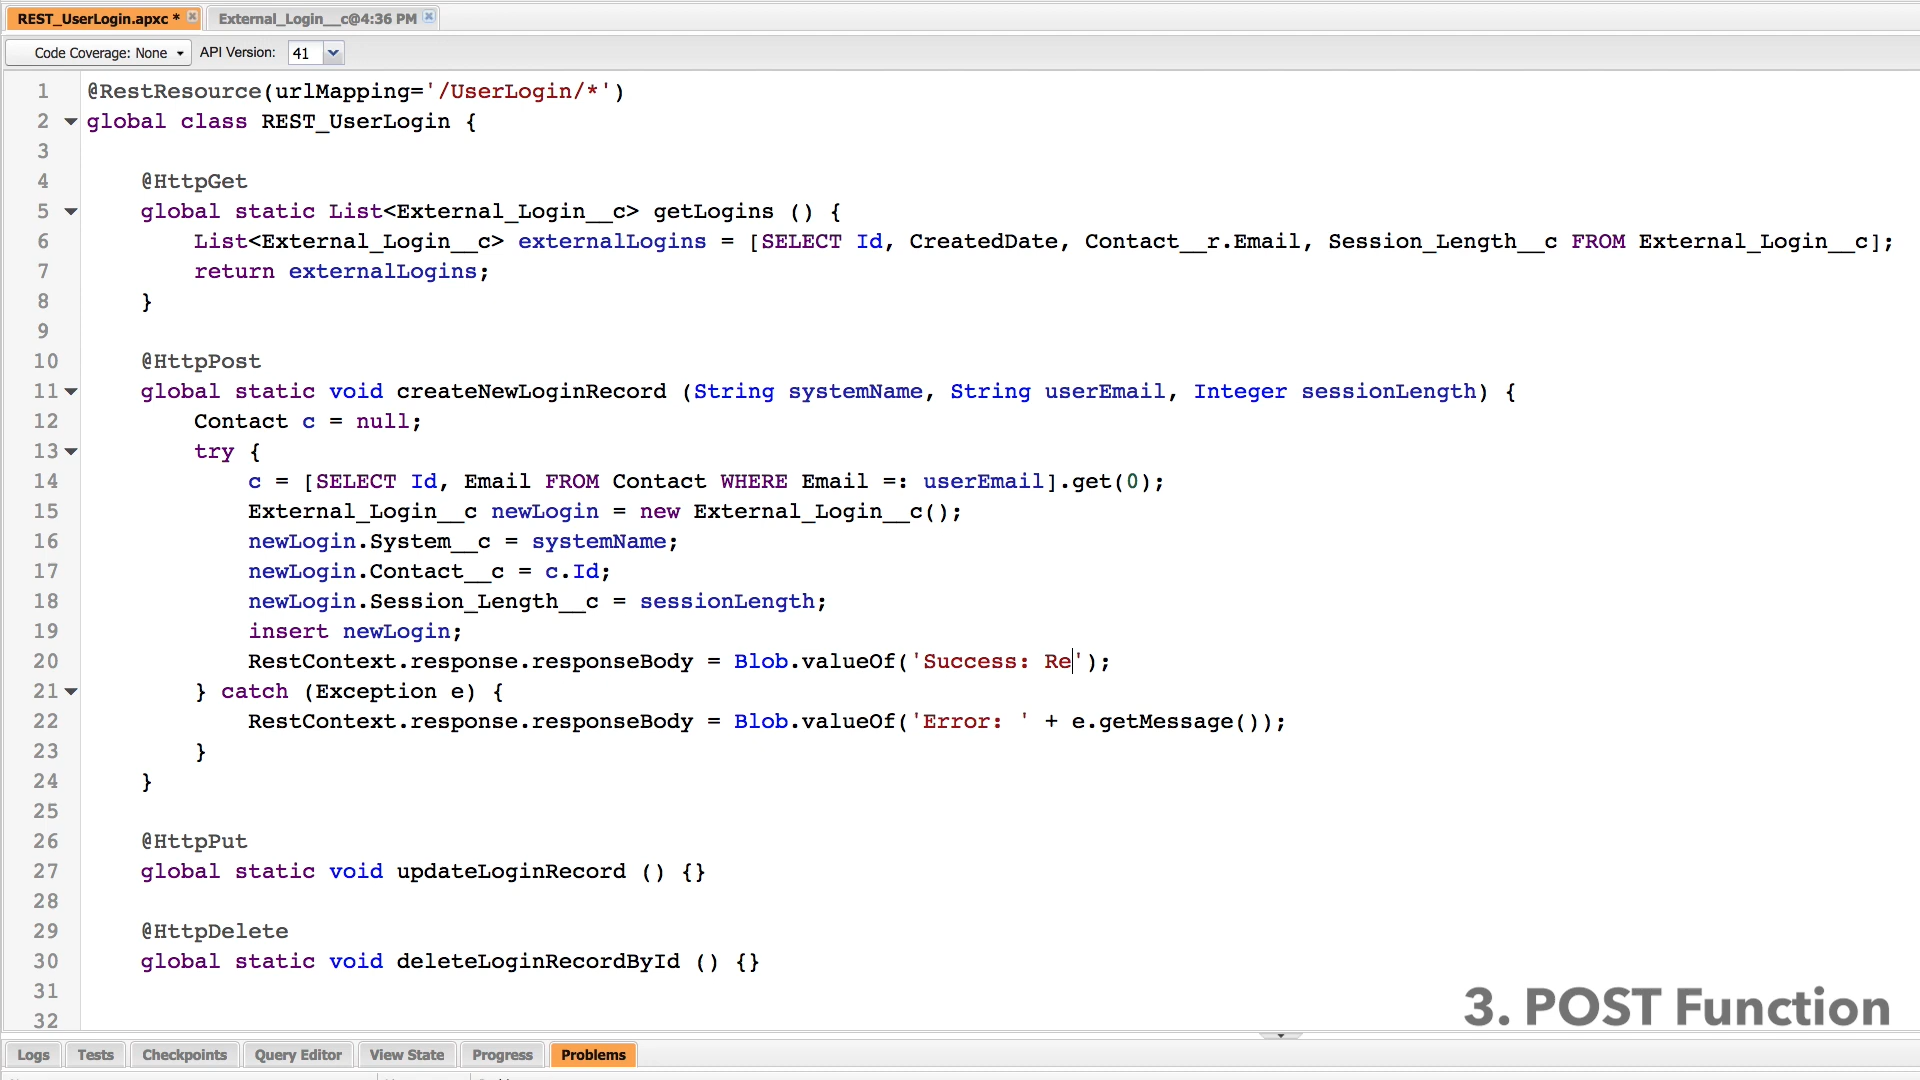 REST_UserLogin.apxc *
External_Login__c@4:36 PM
Code Coverage: None
API Version: 41
1 @RestResource(urlMapping='/UserLogin/*')
2 global class REST_UserLogin {
3
4 @HttpGet
5 global static List<External_Login__c> getLogins () {
6 List<External_Login__c> externalLogins = [SELECT Id, CreatedDate, Contact__r.Email, Session_Length__c FROM External_Login__c];
7 return externalLogins;
8 }
9
10 @HttpPost
11 global static void createNewLoginRecord (String systemName, String userEmail, Integer sessionLength) {
12 Contact c = null;
13 try {
14 c = [SELECT Id, Email FROM Contact WHERE Email =: userEmail].get(0);
15 External_Login__c newLogin = new External_Login__c();
16 newLogin.System__c = systemName;
17 newLogin.Contact__c = c.Id;
18 newLogin.Session_Length__c = sessionLength;
19 insert newLogin;
20 RestContext.response.responseBody = Blob.valueOf('Success: Re');
21 } catch (Exception e) {
22 RestContext.response.responseBody = Blob.valueOf('Error: ' + e.getMessage());
23 }
24 }
25
26 @HttpPut
27 global static void updateLoginRecord () {}
28
29 @HttpDelete
30 global static void deleteLoginRecordById () {}
31
32
3. POST Function
Logs Tests Checkpoints Query Editor View State Progress Problems